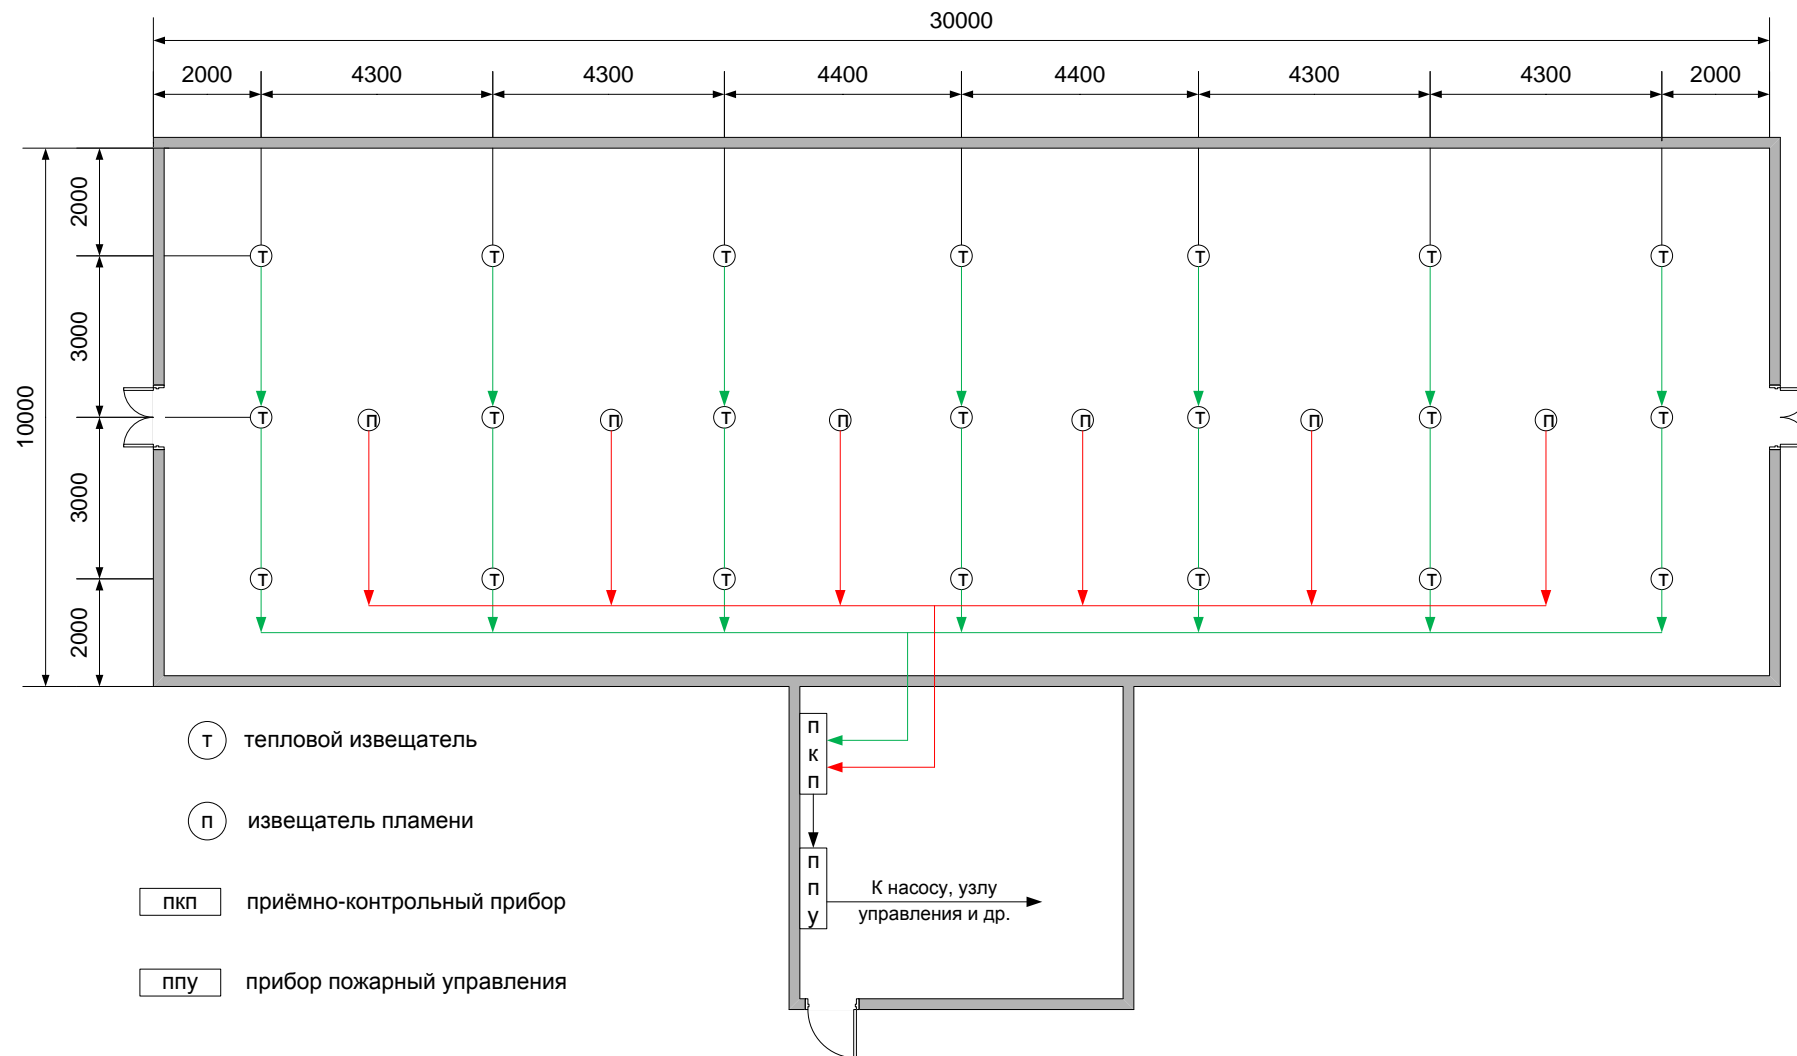 30000
2000 4300 4300 4400 4400 4300 4300 2000
2000
3000
10000
3000
2000
Т Т Т Т Т Т Т
Т П Т П Т П Т П Т П Т П Т
Т Т Т Т Т Т Т
П
К
П
П
П
У
К насосу, узлу
управления и др.
Т тепловой извещатель
П извещатель пламени
ПКП приёмно-контрольный прибор
ППУ прибор пожарный управления